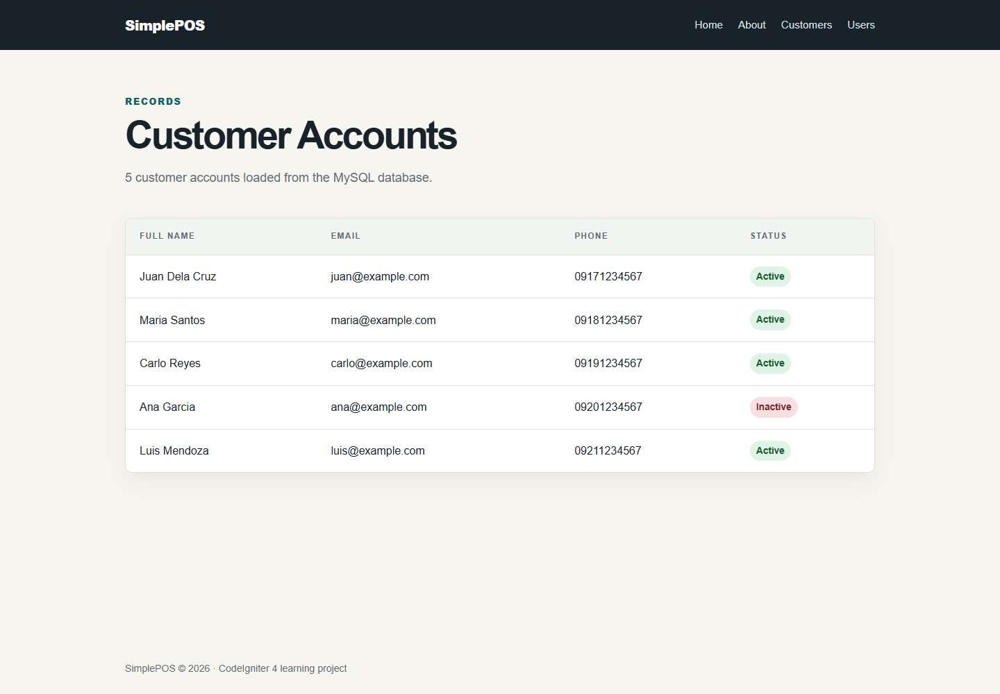 SimplePOS Home About Customers Users
RECORDS
Customer Accounts
5 customer accounts loaded from the MySQL database.
FULL NAME EMAIL PHONE STATUS
Juan Dela Cruz juan@example.com 09171234567 Active
Maria Santos maria@example.com 09181234567 Active
Carlo Reyes carlo@example.com 09191234567 Active
Ana Garcia ana@example.com 09201234567 Inactive
Luis Mendoza luis@example.com 09211234567 Active
SimplePOS © 2026 · CodeIgniter 4 learning project